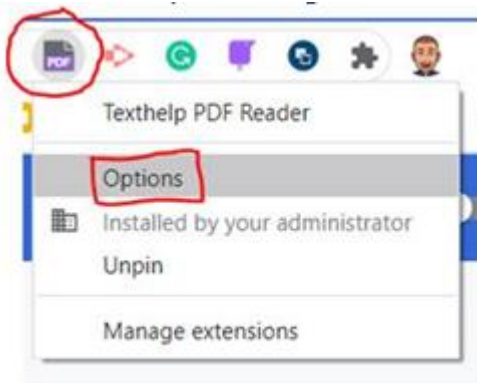 PDF
Texthelp PDF Reader
Options
Installed by your administrator
Unpin
Manage extensions